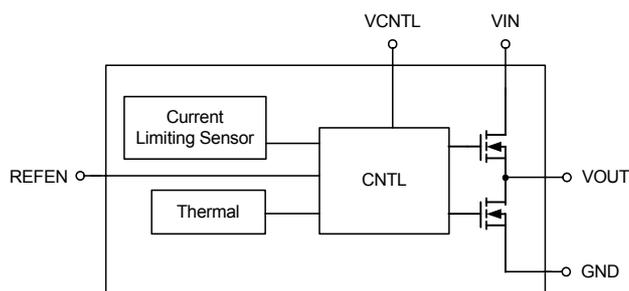 VCNTL
VIN
Current
Limiting Sensor
REFEN
CNTL
VOUT
Thermal
GND